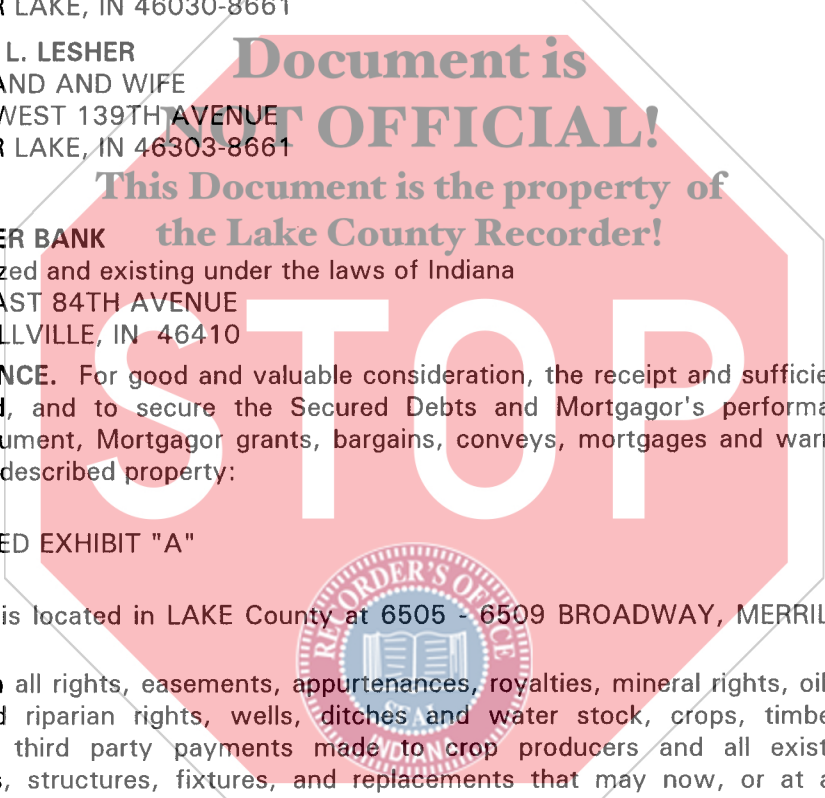 R LAKE, IN 46030-8661
L. LESHER
AND AND WIFE
WEST 139TH AVENUE
R LAKE, IN 46303-8661
Document is
NOT OFFICIAL!
This Document is the property of
the Lake County Recorder!
ER BANK
zed and existing under the laws of Indiana
AST 84TH AVENUE
LLVILLE, IN 46410
STOP
NCE. For good and valuable consideration, the receipt and sufficie
d, and to secure the Secured Debts and Mortgagor's performa
ument, Mortgagor grants, bargains, conveys, mortgages and warr
described property:
ED EXHIBIT "A"
is located in LAKE County at 6505 - 6509 BROADWAY, MERRIL
all rights, easements, appurtenances, royalties, mineral rights, oil
d riparian rights, wells, ditches and water stock, crops, timbe
third party payments made to crop producers and all exist
s, structures, fixtures, and replacements that may now, or at a
RECORDER'S OFFICE
SEAL
INDIANA